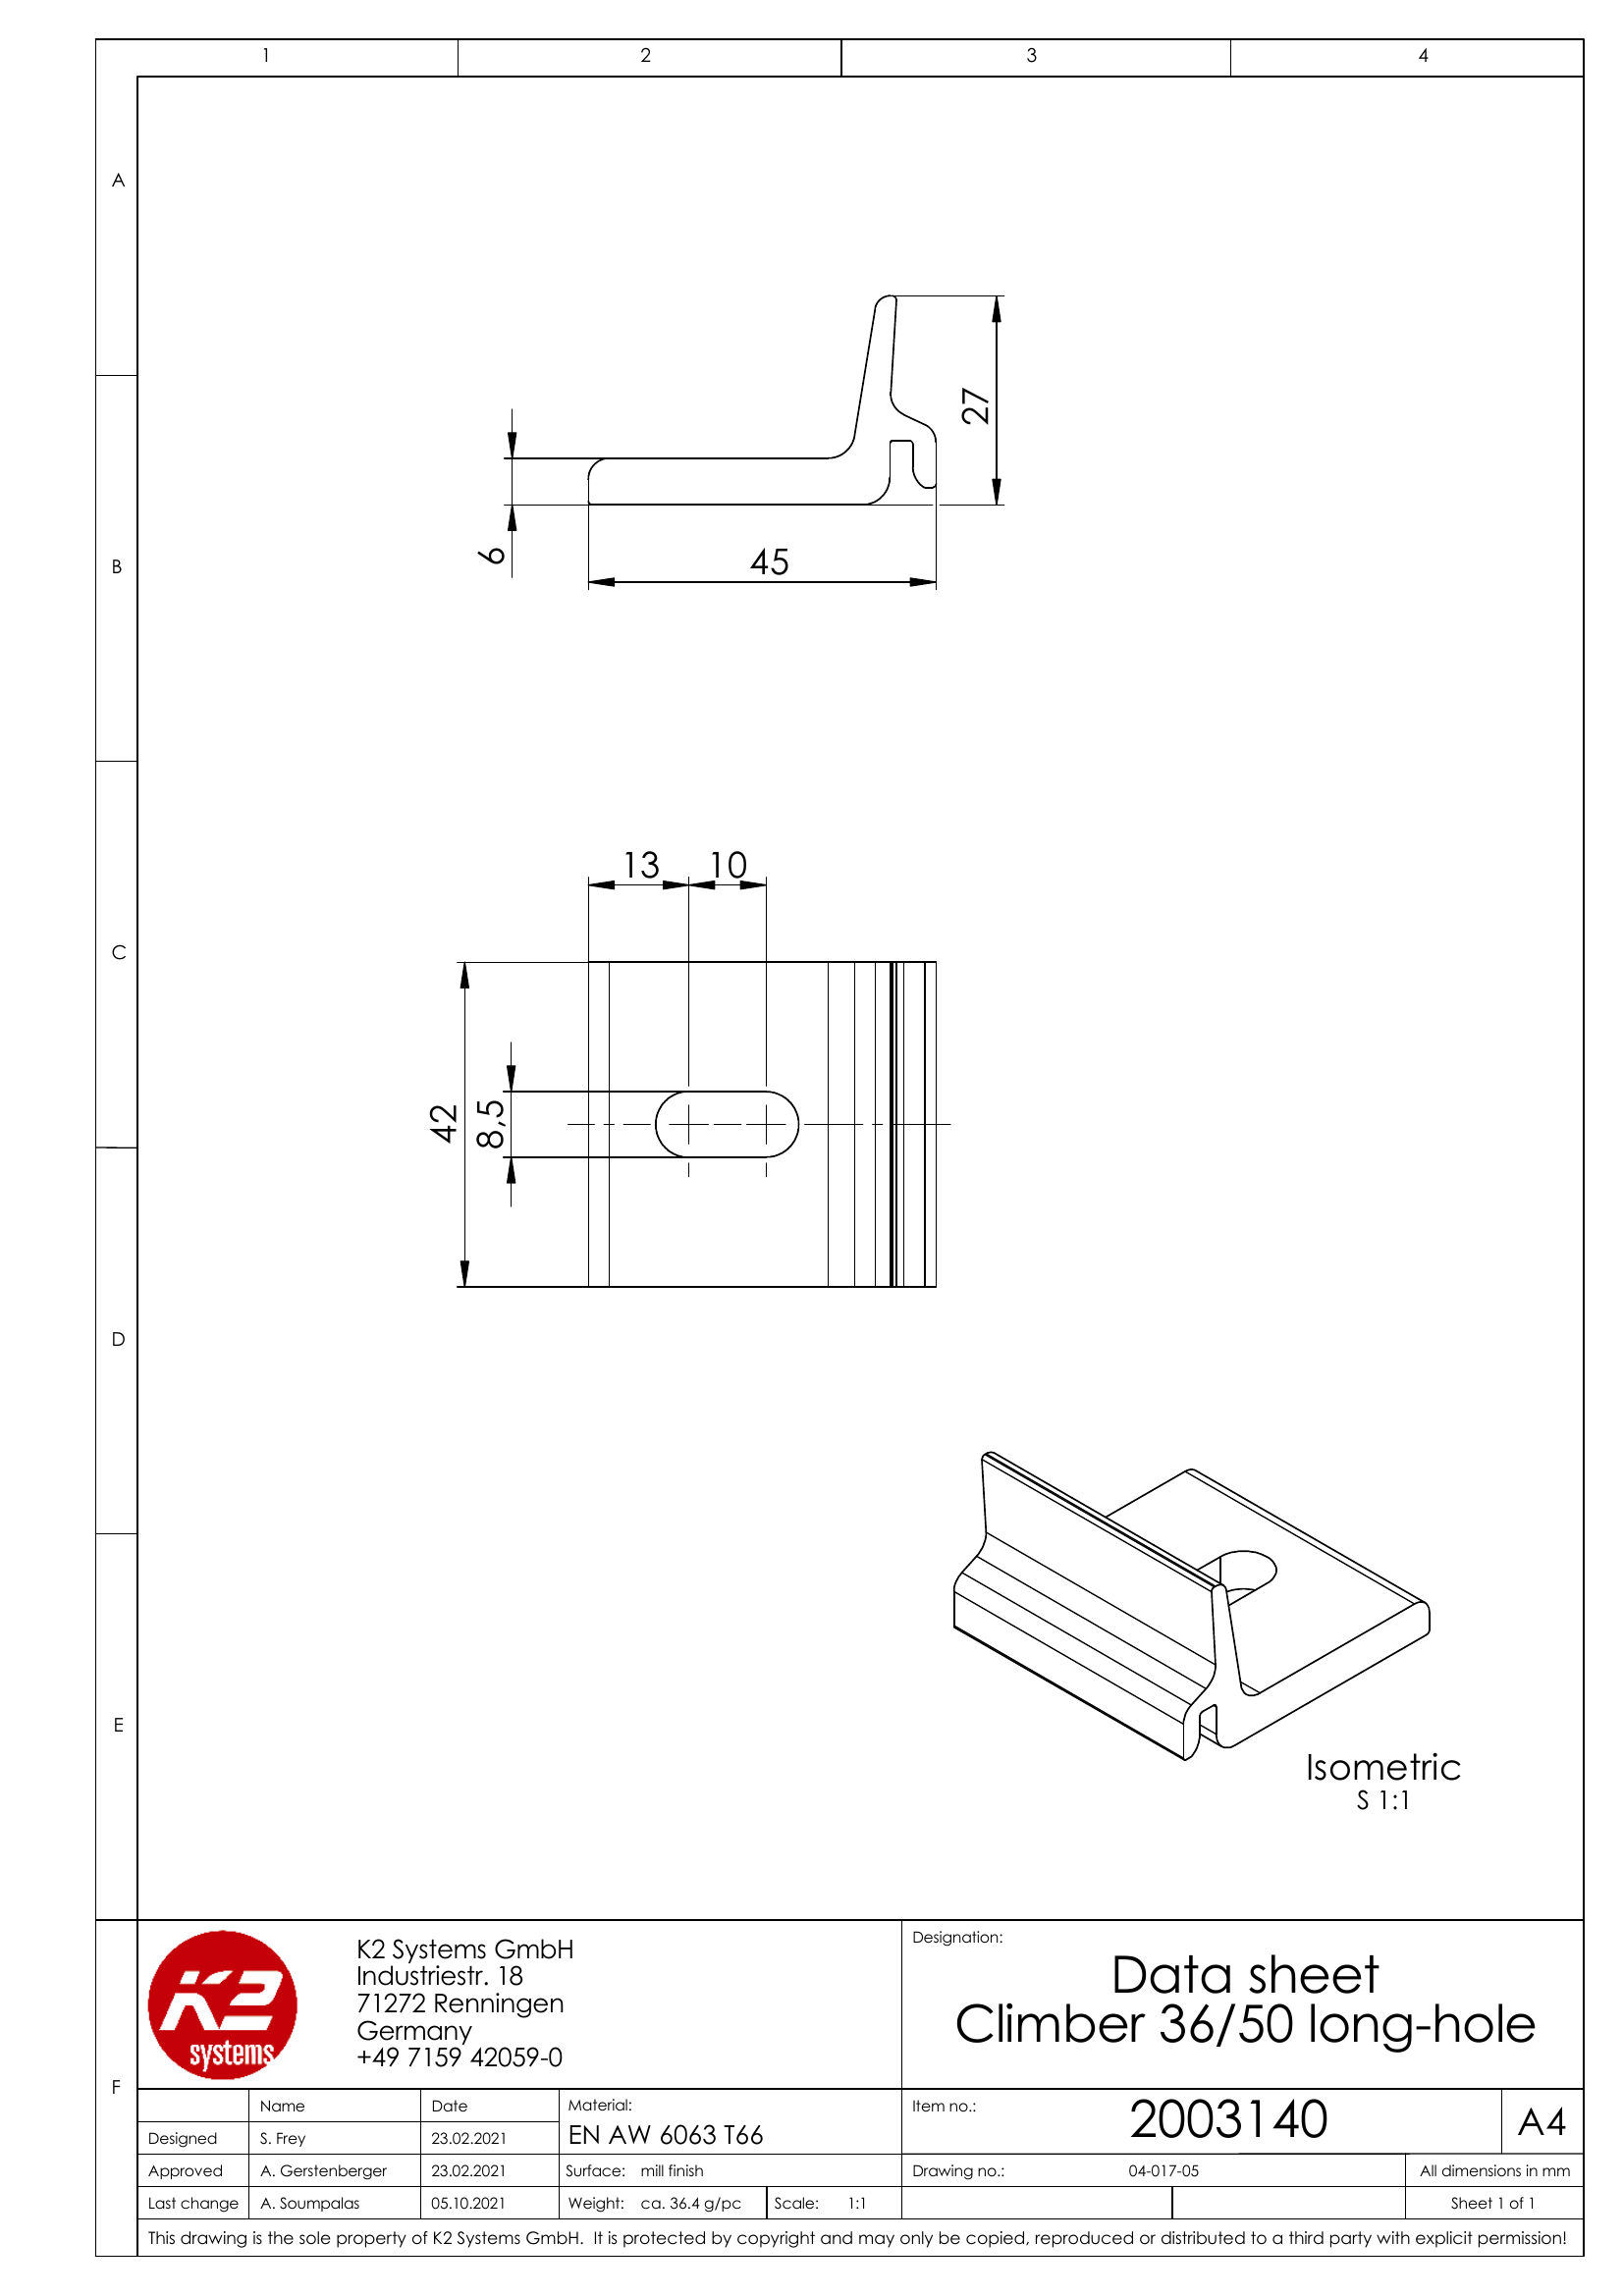 1 2 3 4
A
B
C
D
E
F
27
6
45
13 10
42
8,5
Isometric
S 1:1
K2 systems
K2 Systems GmbH
Industriestr. 18
71272 Renningen
Germany
+49 7159 42059-0
Designation:
Data sheet
Climber 36/50 long-hole
Name Date Material: Item no.: 2003140 A4
Designed S. Frey 23.02.2021 EN AW 6063 T66
Approved A. Gerstenberger 23.02.2021 Surface: mill finish Drawing no.: 04-017-05 All dimensions in mm
Last change A. Soumpalas 05.10.2021 Weight: ca. 36.4 g/pc Scale: 1:1 Sheet 1 of 1
This drawing is the sole property of K2 Systems GmbH. It is protected by copyright and may only be copied, reproduced or distributed to a third party with explicit permission!